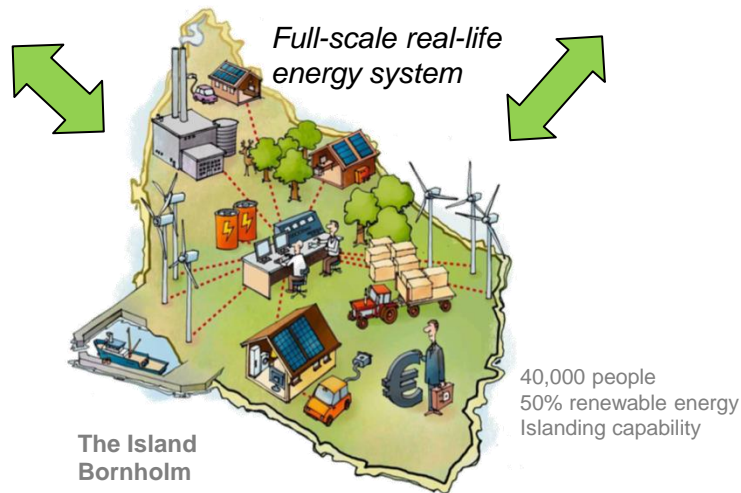 Full-scale real-life
energy system
€
40,000 people
50% renewable energy
Islanding capability
The Island
Bornholm